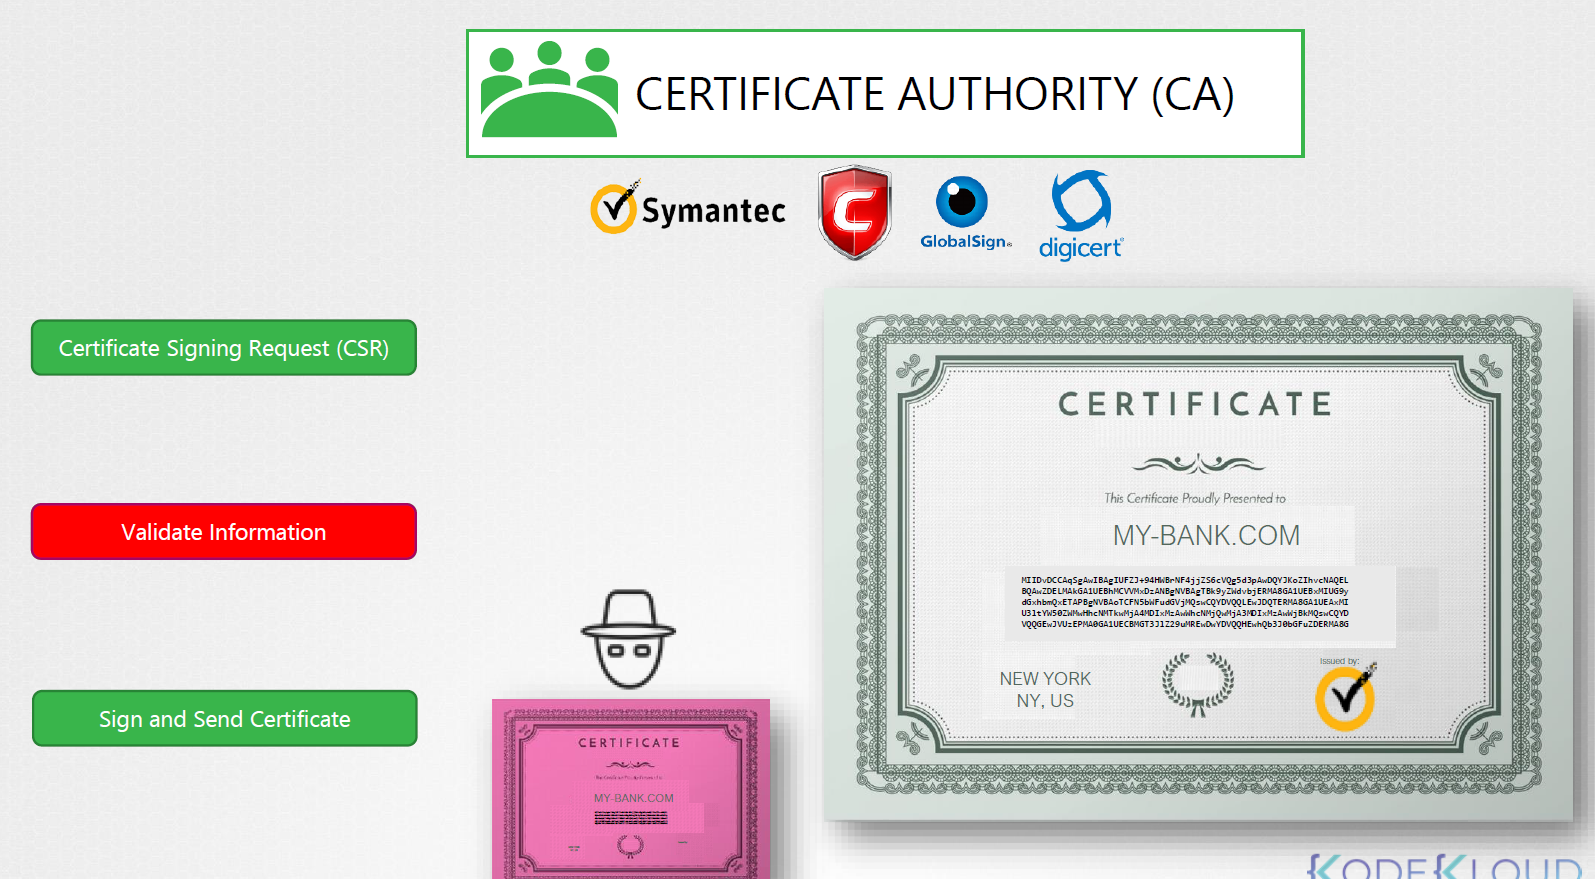 CERTIFICATE AUTHORITY (CA)
Symantec
GlobalSign®
digicert®
Certificate Signing Request (CSR)
Validate Information
Sign and Send Certificate
CERTIFICATE
This Certificate Proudly Presented to
MY-BANK.COM
MIIDvDCCAqSgAwIBAgIUFZJ+94HWBrNF4jjZS6cVQg5d3pAwDQYJKoZIhvcNAQEL
BQAwZDELMAkGA1UEBhMCVVMxDzANBgNVBAgTBk9yZWdvbjERMA8GA1UEBxMIUG9y
dGxhbmQxETAPBgNVBAoTCFN5bWFudGVjMQswCQYDVQQLEwJDQTERMA8GA1UEAxMI
U3ltYW50ZWMwHhcNMTkwMjA4MDIxMzAwWhcNMjQwMjA3MDIxMzAwWjBkMQswCQYD
VQQGEwJVUzEPMA0GA1UECBMGT3J1Z29uMREwDwYDVQQHEwhQb3J0bGFuZDERMA8G
NEW YORK
NY, US
Issued by:
CERTIFICATE
MY-BANK.COM
KODEKLOUD